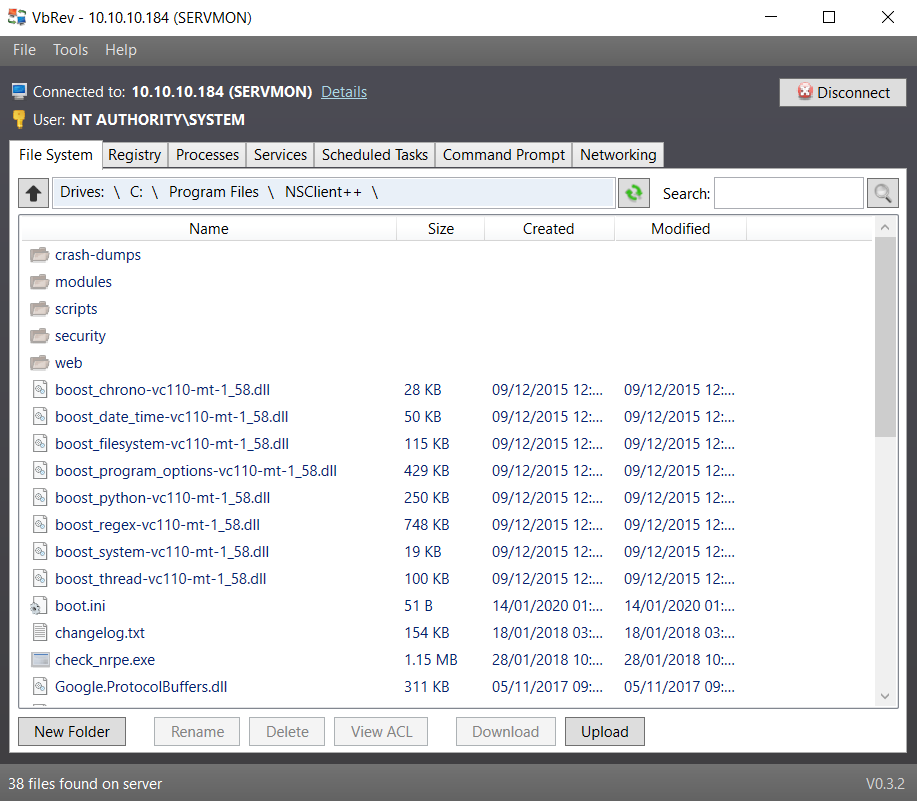 VbRev - 10.10.10.184 (SERVMON)
File Tools Help
Connected to: 10.10.10.184 (SERVMON) Details Disconnect
User: NT AUTHORITY\SYSTEM
File System Registry Processes Services Scheduled Tasks Command Prompt Networking
Drives: \ C: \ Program Files \ NSClient++ \ Search:
Name Size Created Modified
crash-dumps
modules
scripts
security
web
boost_chrono-vc110-mt-1_58.dll 28 KB 09/12/2015 12:... 09/12/2015 12:...
boost_date_time-vc110-mt-1_58.dll 50 KB 09/12/2015 12:... 09/12/2015 12:...
boost_filesystem-vc110-mt-1_58.dll 115 KB 09/12/2015 12:... 09/12/2015 12:...
boost_program_options-vc110-mt-1_58.dll 429 KB 09/12/2015 12:... 09/12/2015 12:...
boost_python-vc110-mt-1_58.dll 250 KB 09/12/2015 12:... 09/12/2015 12:...
boost_regex-vc110-mt-1_58.dll 748 KB 09/12/2015 12:... 09/12/2015 12:...
boost_system-vc110-mt-1_58.dll 19 KB 09/12/2015 12:... 09/12/2015 12:...
boost_thread-vc110-mt-1_58.dll 100 KB 09/12/2015 12:... 09/12/2015 12:...
boot.ini 51 B 14/01/2020 01:... 14/01/2020 01:...
changelog.txt 154 KB 18/01/2018 03:... 18/01/2018 03:...
check_nrpe.exe 1.15 MB 28/01/2018 10:... 28/01/2018 10:...
Google.ProtocolBuffers.dll 311 KB 05/11/2017 09:... 05/11/2017 09:...
New Folder Rename Delete View ACL Download Upload
38 files found on server V0.3.2